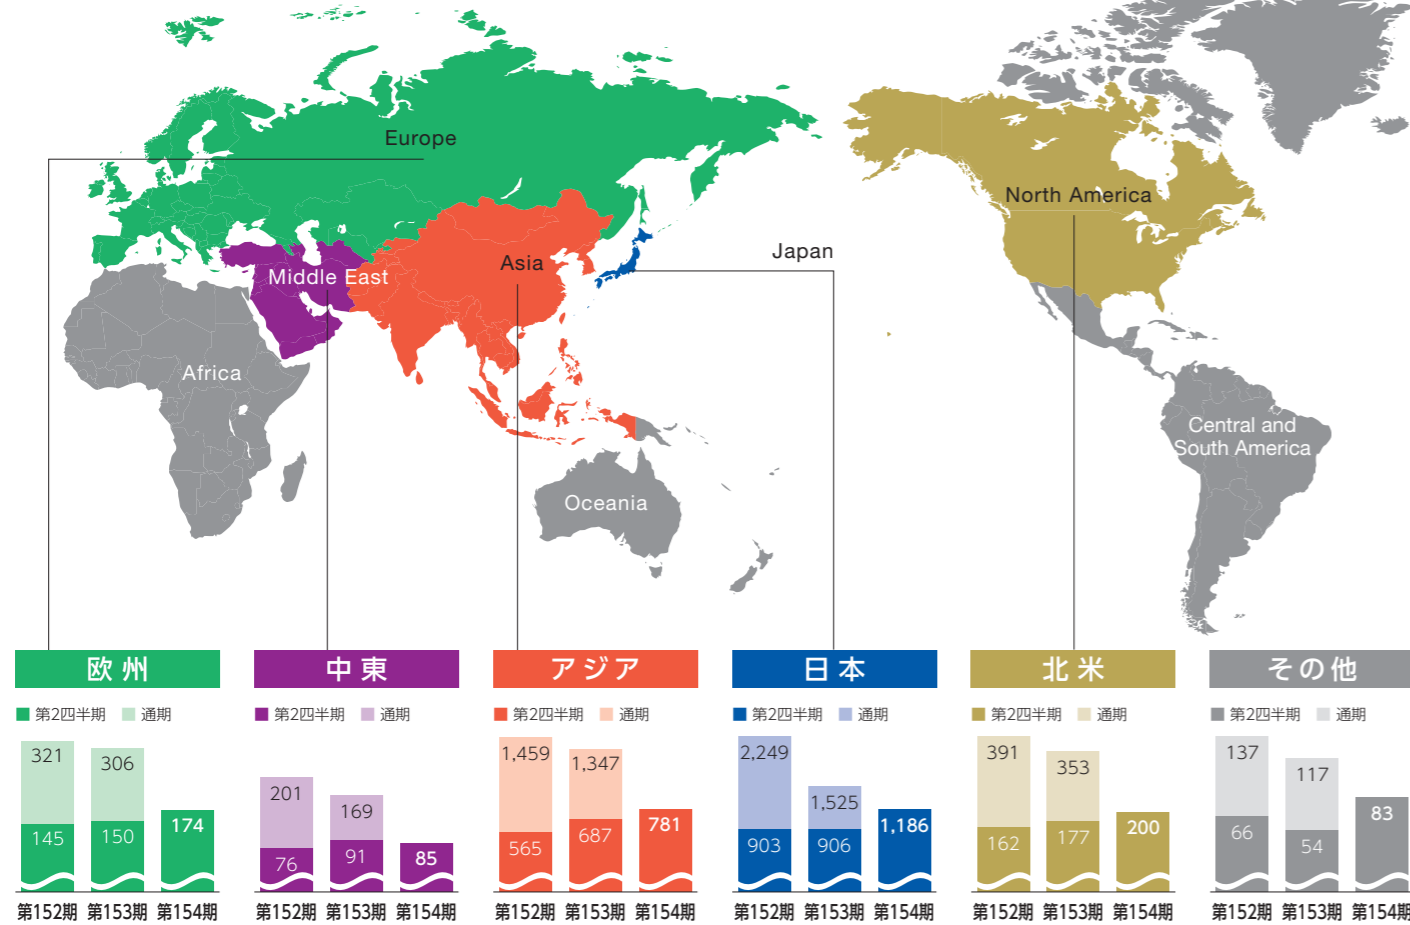 Europe
North America
Japan
Asia
Middle East
Africa
Central and
South America
Oceania
欧州
第2四半期 通期
321
306
145
150
174
第152期 第153期 第154期
中東
第2四半期 通期
201
169
76
91
85
第152期 第153期 第154期
アジア
第2四半期 通期
1,459
1,347
565
687
781
第152期 第153期 第154期
日本
第2四半期 通期
2,249
1,525
903
906
1,186
第152期 第153期 第154期
北米
第2四半期 通期
391
353
162
177
200
第152期 第153期 第154期
その他
第2四半期 通期
137
117
66
54
83
第152期 第153期 第154期